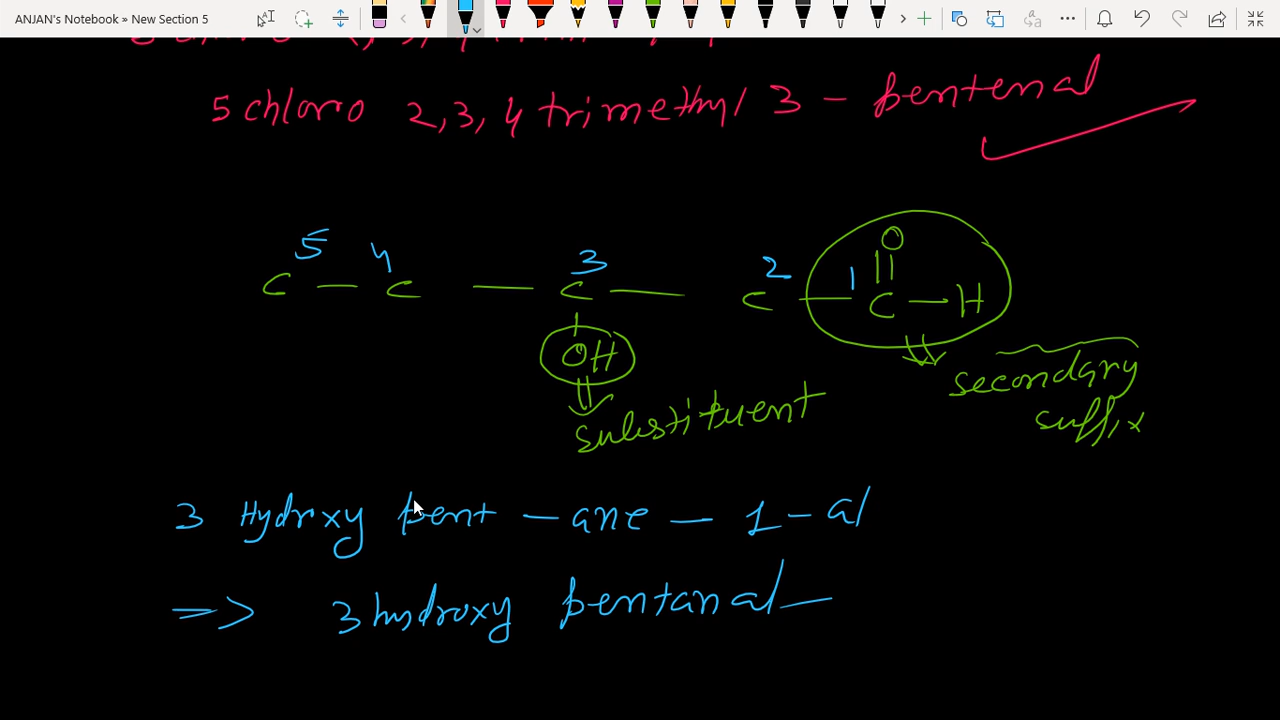 ANJAN's Notebook » New Section 5
5 chloro 2,3,4 trimethyl 3 - pentenal
5 4 3 2 1 O
C - C - C - C - C - H
OH
secondary
substituent
suffix
3 Hydroxy pent - ane - 1 - al
=> 3 hydroxy pentanal